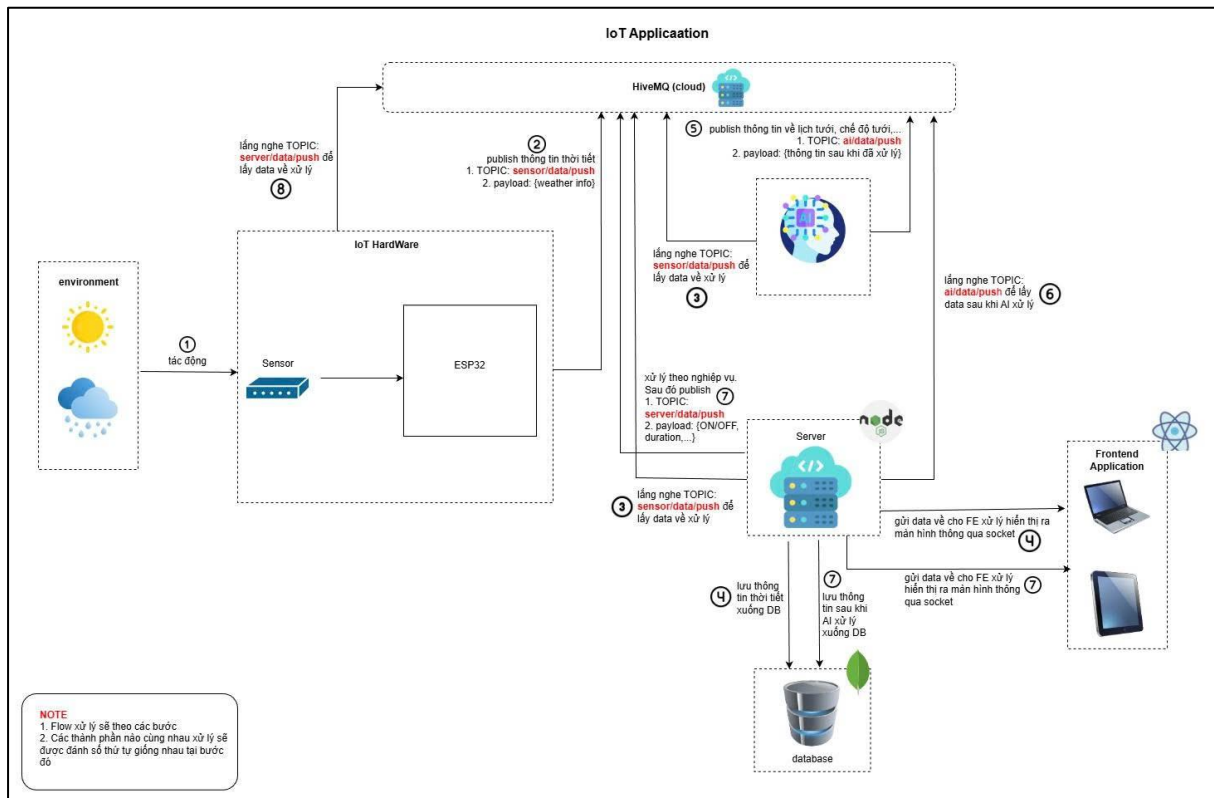 IoT Applicaation
HiveMQ (cloud)
lắng nghe TOPIC:
server/data/push để
lấy data về xử lý
8
2
publish thông tin thời tiết
1. TOPIC: sensor/data/push
2. payload: {weather info}
5 publish thông tin về lịch tưới, chế độ tưới,...
1. TOPIC: ai/data/push
2. payload: {thông tin sau khi đã xử lý}
AI
lắng nghe TOPIC:
sensor/data/push để
lấy data về xử lý
3
lắng nghe TOPIC:
ai/data/push để lấy
data sau khi AI xử lý
6
environment
1
tác động
IoT HardWare
Sensor
ESP32
xử lý theo nghiệp vụ.
Sau đó publish
1. TOPIC:
server/data/push
2. payload: {ON/OFF,
duration,...}
7
node
JS
Server
</>
3
lắng nghe TOPIC:
sensor/data/push để
lấy data về xử lý
Frontend
Application
gửi data về cho FE xử lý hiển thị ra
màn hình thông qua socket
4
gửi data về cho FE xử lý
hiển thị ra màn hình thông
qua socket
7
4
lưu thông
tin thời tiết
xuống DB
7
lưu thông
tin sau khi
AI xử lý
xuống DB
database
NOTE
1. Flow xử lý sẽ theo các bước
2. Các thành phần nào cùng nhau xử lý sẽ
được đánh số thứ tự giống nhau tại bước
đó